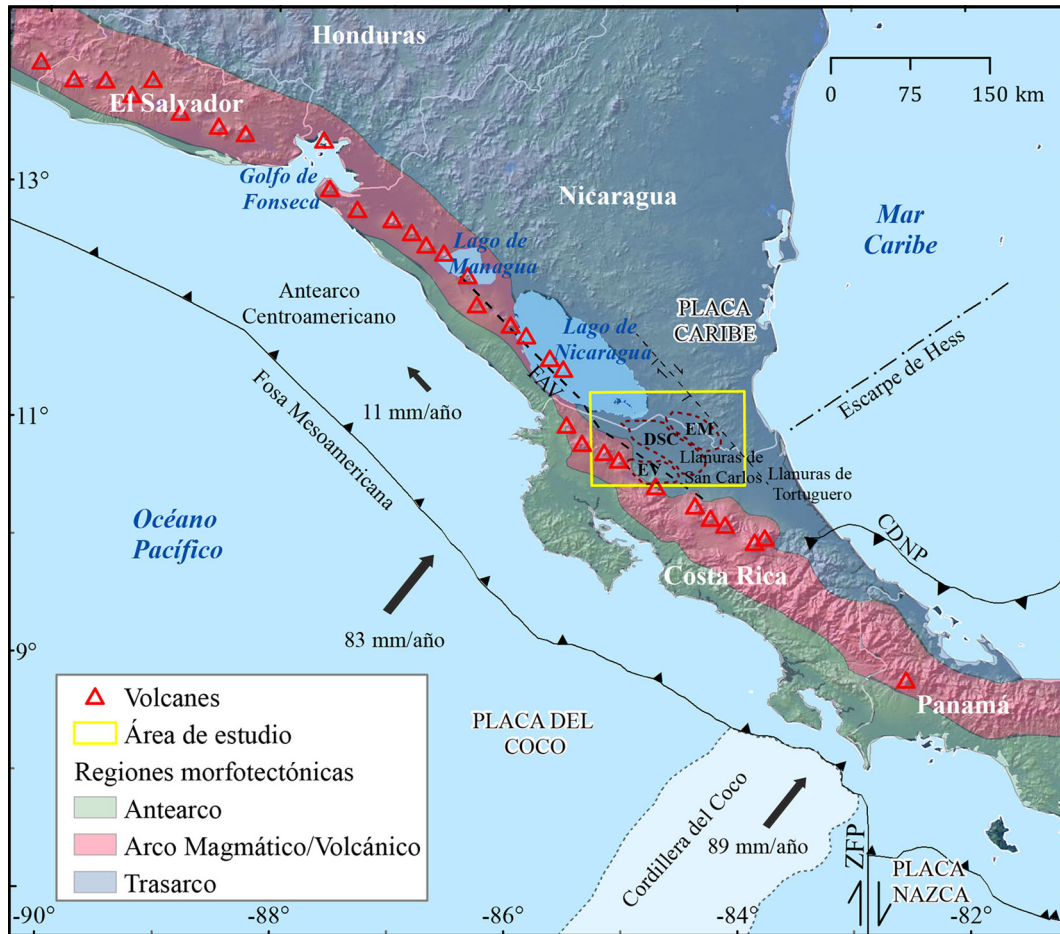 Honduras
0 75 150 km
El Salvador
13°
Golfo de
Fonseca
Nicaragua
Mar
Caribe
Lago de
Managua
Antearco
Centroamericano
PLACA
CARIBE
Lago de
Nicaragua
Escarpe de Hess
FAV
11 mm/año
11°
Fosa Mesoamericana
EM
DSC
Llanuras de
San Carlos
EV
Llanuras de
Tortuguero
Océano
Pacífico
CDNP
Costa Rica
83 mm/año
9°
Panamá
PLACA DEL
COCO
Cordillera del Coco
89 mm/año
ZFP
PLACA
NAZCA
Volcanes
Área de estudio
Regiones morfotectónicas
Antearco
Arco Magmático/Volcánico
Trasarco
-90° -88° -86° -84° -82°